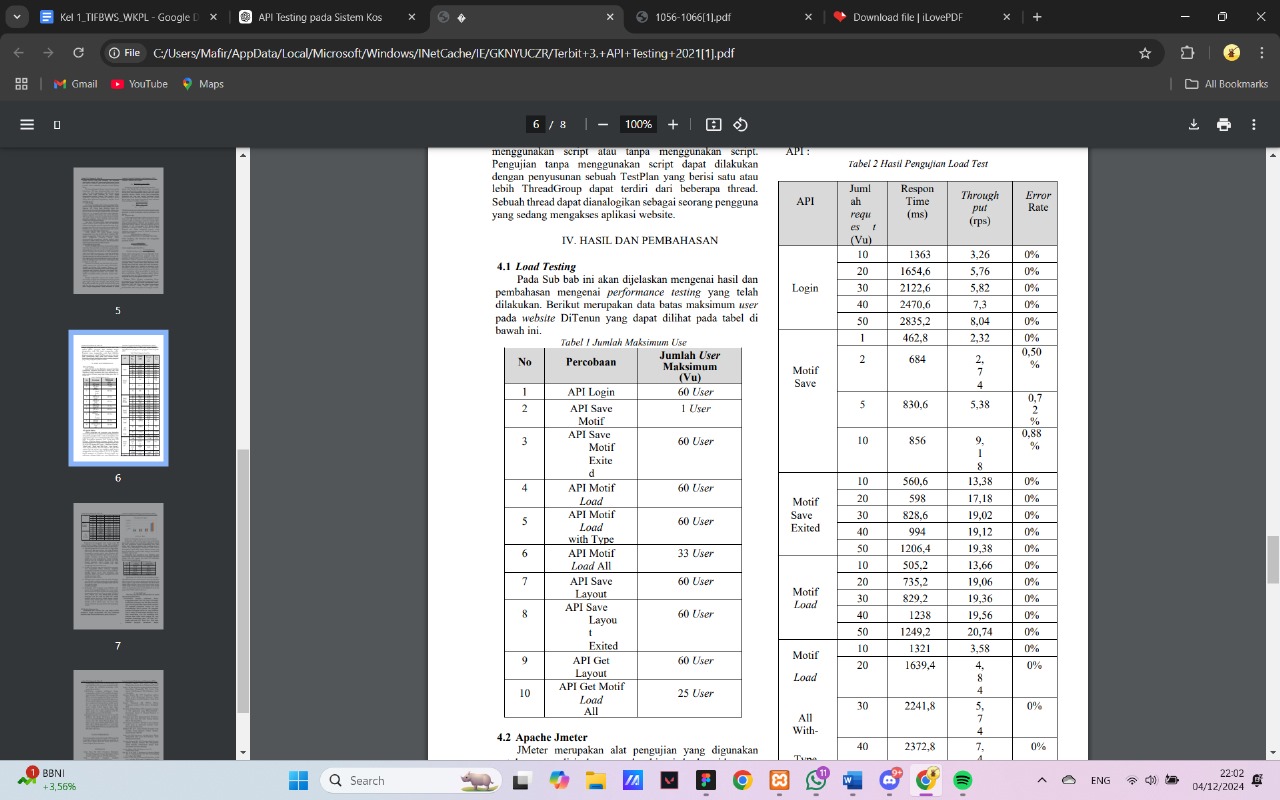 Kel 1_TIFBWS_WKPL - Google D
API Testing pada Sistem Kos
�
1056-1066[1].pdf
Download file | iLovePDF
File
C:/Users/Mafir/AppData/Local/Microsoft/Windows/INetCache/IE/GKNYUCZR/Terbit+3.+API+Testing+2021[1].pdf
Gmail
YouTube
Maps
All Bookmarks
6 / 8
100%
5
6
7
menggunakan script atau tanpa menggunakan script.
Pengujian tanpa menggunakan script dapat dilakukan
dengan penyusunan sebuah TestPlan yang berisi satu atau
lebih ThreadGroup dapat terdiri dari beberapa thread.
Sebuah thread dapat dianalogikan sebagai seorang pengguna
yang sedang mengakses aplikasi website.
IV. HASIL DAN PEMBAHASAN
4.1 Load Testing
Pada Sub bab ini akan dijelaskan mengenai hasil dan
pembahasan mengenai performance testing yang telah
dilakukan. Berikut merupakan data batas maksimum user
pada website DiTenun yang dapat dilihat pada tabel di
bawah ini.
Tabel 1 Jumlah Maksimum Use
No Percobaan Jumlah User
Maksimum
(Vu)
1 API Login 60 User
2 API Save 1 User
Motif
3 API Save 60 User
Motif
Exite
d
4 API Motif 60 User
Load
5 API Motif 60 User
Load
with Type
6 API Motif 33 User
Load All
7 API Save 60 User
Layout
8 API Save 60 User
Layou
t
Exited
9 API Get 60 User
Layout
10 API Get Motif 25 User
Load
All
4.2 Apache Jmeter
JMeter merupakan alat pengujian yang digunakan
API :
Tabel 2 Hasil Pengujian Load Test
API
Juml
ah
requ
es t
(Vu)
Respon
Time
(ms)
Through
put
(rps)
Error
Rate
Login
10 1363 3,26 0%
20 1654,6 5,76 0%
30 2122,6 5,82 0%
40 2470,6 7,3 0%
50 2835,2 8,04 0%
Motif
Save
1 462,8 2,32 0%
2 684 2,
7
4
0,50
%
5 830,6 5,38 0,7
2
%
10 856 9,
1
8
0,88
%
Motif
Save
Exited
10 560,6 13,38 0%
20 598 17,18 0%
30 828,6 19,02 0%
40 994 19,12 0%
50 1206,4 19,38 0%
Motif
Load
10 505,2 13,66 0%
20 735,2 19,06 0%
30 829,2 19,36 0%
40 1238 19,56 0%
50 1249,2 20,74 0%
Motif
Load
All
With-
Type
10 1321 3,58 0%
20 1639,4 4,
8
4
0%
30 2241,8 5,
7
4
0%
40 2372,8 7, 0%
1
BBNI
+3,56%
Search
11
9+
ENG
22:02
04/12/2024